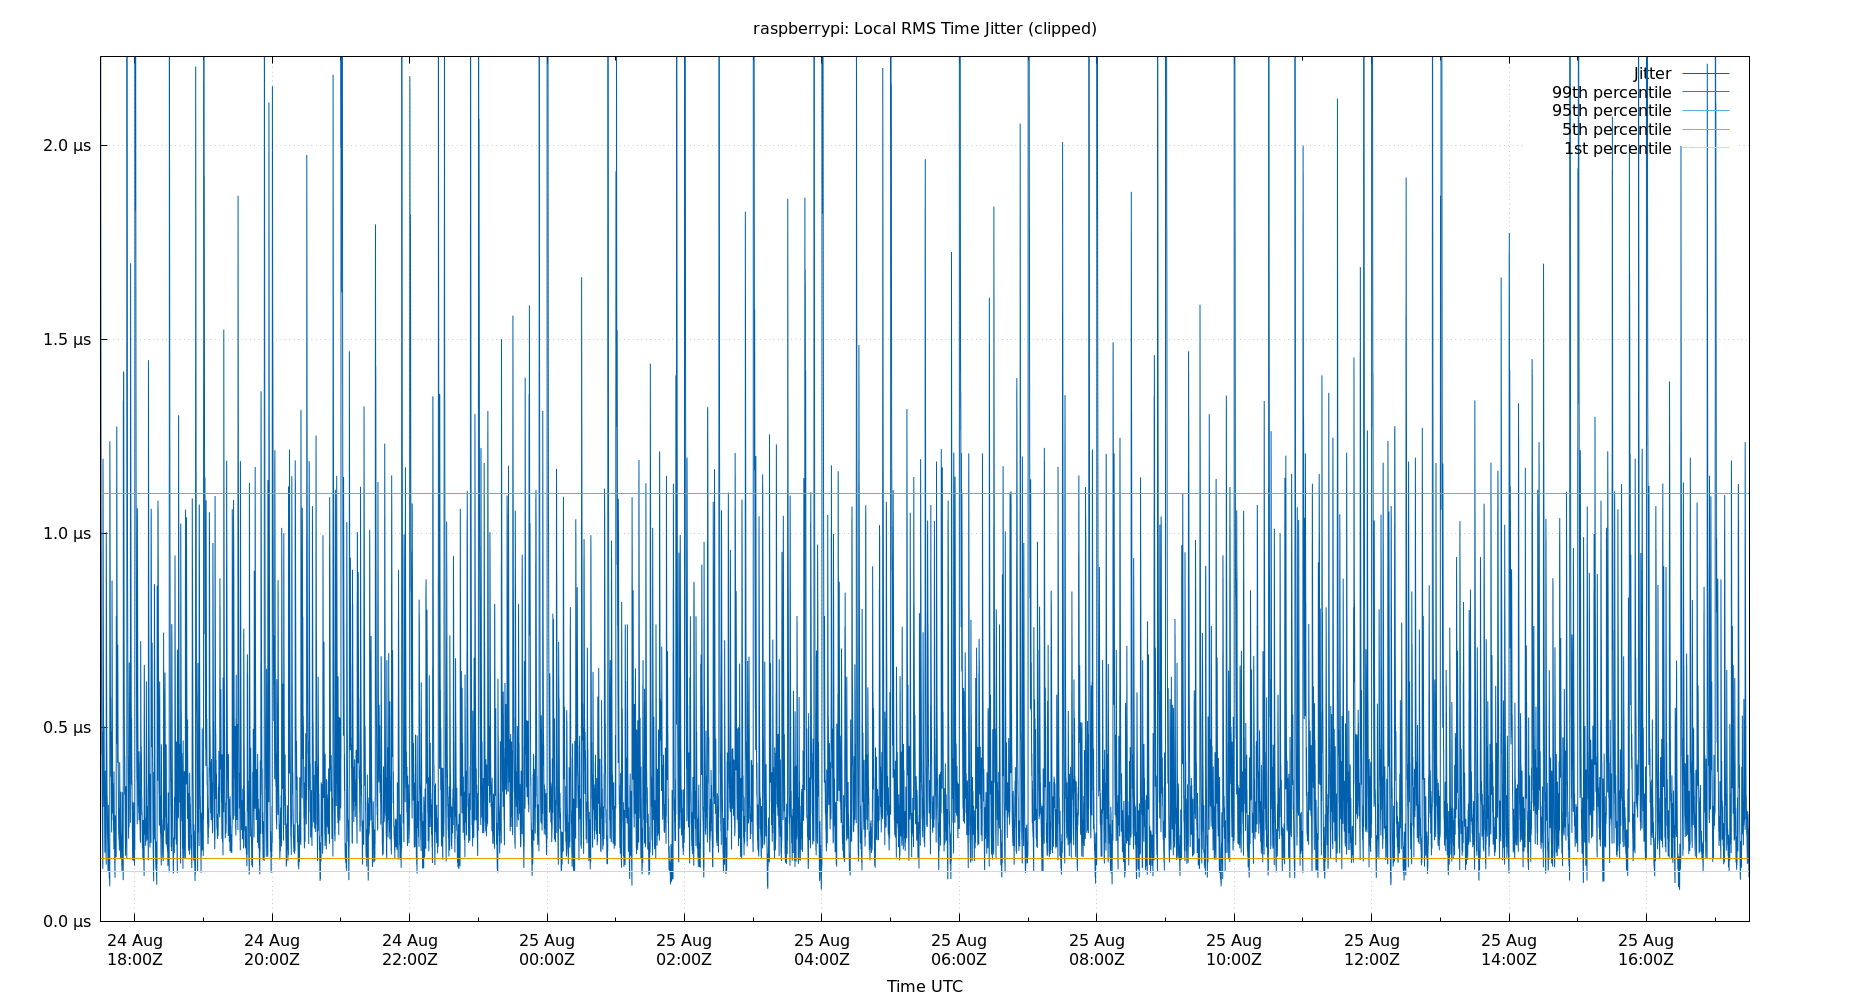 raspberrypi: Local RMS Time Jitter (clipped)
Jitter
99th percentile
95th percentile
5th percentile
1st percentile
2.0 µs
1.5 µs
1.0 µs
0.5 µs
0.0 µs
24 Aug 24 Aug 24 Aug 25 Aug 25 Aug 25 Aug 25 Aug 25 Aug 25 Aug 25 Aug 25 Aug 25 Aug
18:00Z 20:00Z 22:00Z 00:00Z 02:00Z 04:00Z 06:00Z 08:00Z 10:00Z 12:00Z 14:00Z 16:00Z
Time UTC